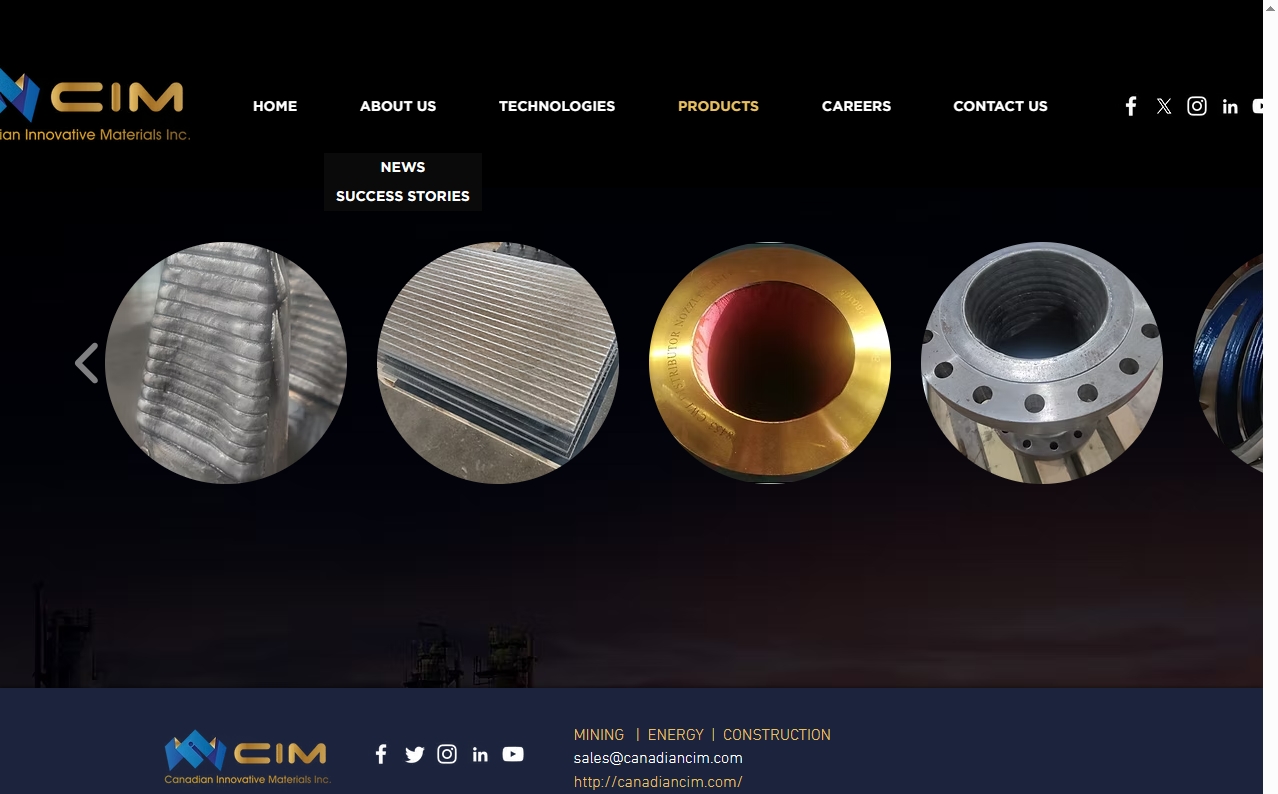 CIM
ian Innovative Materials Inc.
HOME
ABOUT US
TECHNOLOGIES
PRODUCTS
CAREERS
CONTACT US
NEWS
SUCCESS STORIES
CIM
Canadian Innovative Materials Inc.
MINING | ENERGY | CONSTRUCTION
sales@canadiancim.com
http://canadiancim.com/